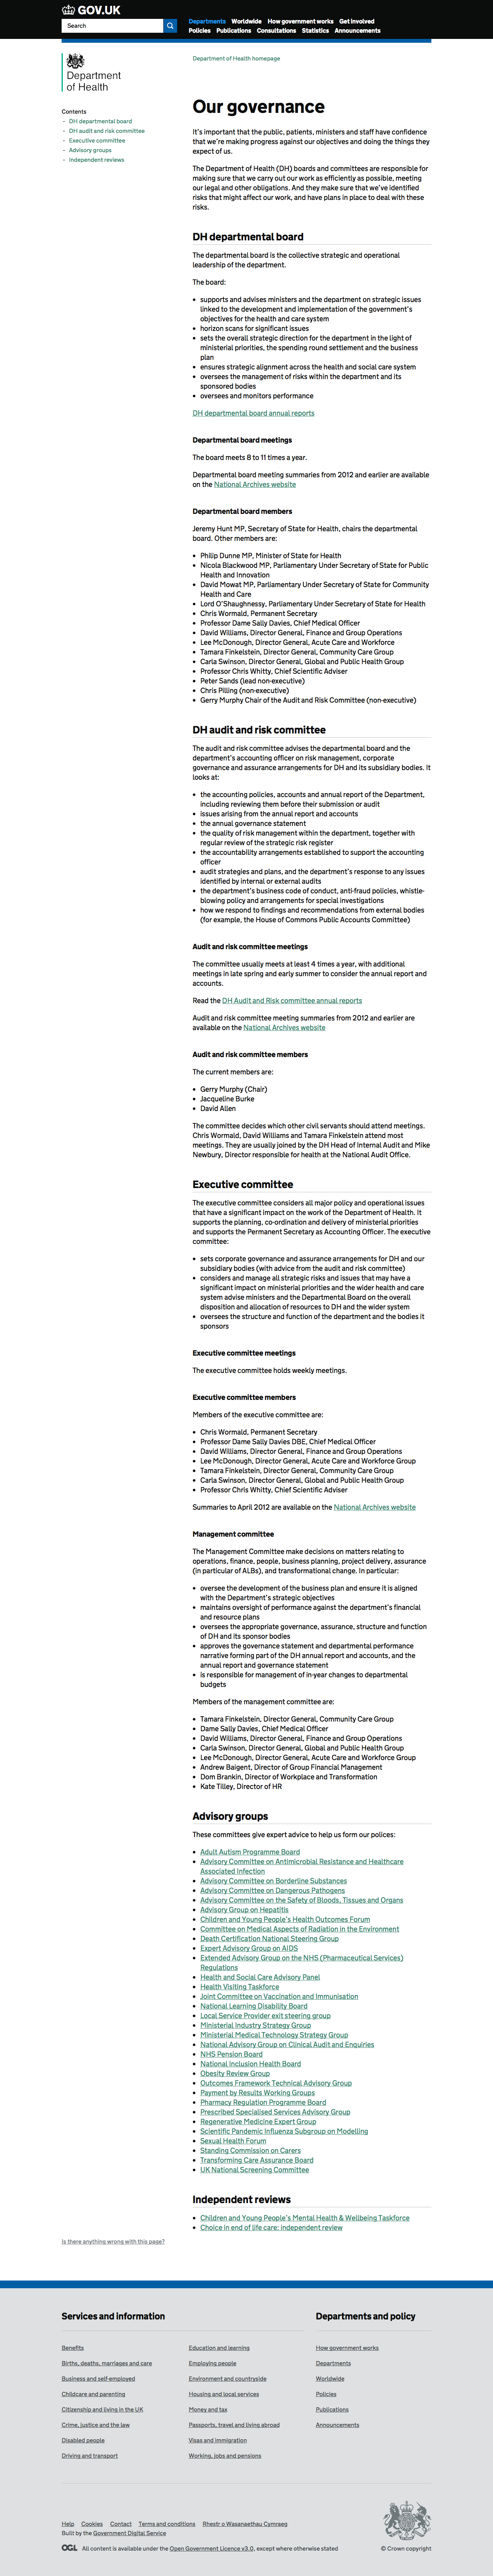 GOV.UK
Search
Departments Worldwide How government works Get involved
Policies Publications Consultations Statistics Announcements
Department
of Health
Department of Health homepage
Contents
- DH departmental board
- DH audit and risk committee
- Executive committee
- Advisory groups
- Independent reviews
Our governance
It's important that the public, patients, ministers and staff have confidence
that we're making progress against our objectives and doing the things they
expect of us.
The Department of Health (DH) boards and committees are responsible for
making sure that we carry out our work as efficiently as possible, meeting
our legal and other obligations. And they make sure that we've identified
risks that might affect our work, and have plans in place to deal with these
risks.
DH departmental board
The departmental board is the collective strategic and operational
leadership of the department.
The board:
• supports and advises ministers and the department on strategic issues
linked to the development and implementation of the government's
objectives for the health and care system
• horizon scans for significant issues
• sets the overall strategic direction for the department in the light of
ministerial priorities, the spending round settlement and the business
plan
• ensures strategic alignment across the health and social care system
• oversees the management of risks within the department and its
sponsored bodies
• oversees and monitors performance
DH departmental board annual reports
Departmental board meetings
The board meets 8 to 11 times a year.
Departmental board meeting summaries from 2012 and earlier are available
on the National Archives website
Departmental board members
Jeremy Hunt MP, Secretary of State for Health, chairs the departmental
board. Other members are:
• Philip Dunne MP, Minister of State for Health
• Nicola Blackwood MP, Parliamentary Under Secretary of State for Public
Health and Innovation
• David Mowat MP, Parliamentary Under Secretary of State for Community
Health and Care
• Lord O'Shaughnessy, Parliamentary Under Secretary of State for Health
• Chris Wormald, Permanent Secretary
• Professor Dame Sally Davies, Chief Medical Officer
• David Williams, Director General, Finance and Group Operations
• Lee McDonough, Director General, Acute Care and Workforce
• Tamara Finkelstein, Director General, Community Care Group
• Carla Swinson, Director General, Global and Public Health Group
• Professor Chris Whitty, Chief Scientific Adviser
• Peter Sands (lead non-executive)
• Chris Pilling (non-executive)
• Gerry Murphy Chair of the Audit and Risk Committee (non-executive)
DH audit and risk committee
The audit and risk committee advises the departmental board and the
department's accounting officer on risk management, corporate
governance and assurance arrangements for DH and its subsidiary bodies. It
looks at:
• the accounting policies, accounts and annual report of the Department,
including reviewing them before their submission or audit
• issues arising from the annual report and accounts
• the annual governance statement
• the quality of risk management within the department, together with
regular review of the strategic risk register
• the accountability arrangements established to support the accounting
officer
• audit strategies and plans, and the department's response to any issues
identified by internal or external audits
• the department's business code of conduct, anti-fraud policies, whistle-
blowing policy and arrangements for special investigations
• how we respond to findings and recommendations from external bodies
(for example, the House of Commons Public Accounts Committee)
Audit and risk committee meetings
The committee usually meets at least 4 times a year, with additional
meetings in late spring and early summer to consider the annual report and
accounts.
Read the DH Audit and Risk committee annual reports
Audit and risk committee meeting summaries from 2012 and earlier are
available on the National Archives website
Audit and risk committee members
The current members are:
• Gerry Murphy (Chair)
• Jacqueline Burke
• David Allen
The committee decides which other civil servants should attend meetings.
Chris Wormald, David Williams and Tamara Finkelstein attend most
meetings. They are usually joined by the DH Head of Internal Audit and Mike
Newbury, Director responsible for health at the National Audit Office.
Executive committee
The executive committee considers all major policy and operational issues
that have a significant impact on the work of the Department of Health. It
supports the planning, co-ordination and delivery of ministerial priorities
and supports the Permanent Secretary as Accounting Officer. The executive
committee:
• sets corporate governance and assurance arrangements for DH and our
subsidiary bodies (with advice from the audit and risk committee)
• considers and manage all strategic risks and issues that may have a
significant impact on ministerial priorities and the wider health and care
system advise ministers and the Departmental Board on the overall
disposition and allocation of resources to DH and the wider system
• oversees the structure and function of the department and the bodies it
sponsors
Executive committee meetings
The executive committee holds weekly meetings.
Executive committee members
Members of the executive committee are:
• Chris Wormald, Permanent Secretary
• Professor Dame Sally Davies DBE, Chief Medical Officer
• David Williams, Director General, Finance and Group Operations
• Lee McDonough, Director General, Acute Care and Workforce Group
• Tamara Finkelstein, Director General, Community Care Group
• Carla Swinson, Director General, Global and Public Health Group
• Professor Chris Whitty, Chief Scientific Adviser
Summaries to April 2012 are available on the National Archives website
Management committee
The Management Committee make decisions on matters relating to
operations, finance, people, business planning, project delivery, assurance
(in particular of ALBs), and transformational change. In particular:
• oversee the development of the business plan and ensure it is aligned
with the Department's strategic objectives
• maintains oversight of performance against the department's financial
and resource plans
• oversees the appropriate governance, assurance, structure and function
of DH and its sponsor bodies
• approves the governance statement and departmental performance
narrative forming part of the DH annual report and accounts, and the
annual report and governance statement
• is responsible for management of in-year changes to departmental
budgets
Members of the management committee are:
• Tamara Finkelstein, Director General, Community Care Group
• Dame Sally Davies, Chief Medical Officer
• David Williams, Director General, Finance and Group Operations
• Carla Swinson, Director General, Global and Public Health Group
• Lee McDonough, Director General, Acute Care and Workforce Group
• Andrew Baigent, Director of Group Financial Management
• Dom Brankin, Director of Workplace and Transformation
• Kate Tilley, Director of HR
Advisory groups
These committees give expert advice to help us form our polices:
• Adult Autism Programme Board
• Advisory Committee on Antimicrobial Resistance and Healthcare
Associated Infection
• Advisory Committee on Borderline Substances
• Advisory Committee on Dangerous Pathogens
• Advisory Committee on the Safety of Bloods, Tissues and Organs
• Advisory Group on Hepatitis
• Children and Young People's Health Outcomes Forum
• Committee on Medical Aspects of Radiation in the Environment
• Death Certification National Steering Group
• Expert Advisory Group on AIDS
• Extended Advisory Group on the NHS (Pharmaceutical Services)
Regulations
• Health and Social Care Advisory Panel
• Health Visiting Taskforce
• Joint Committee on Vaccination and Immunisation
• National Learning Disability Board
• Local Service Provider exit steering group
• Ministerial Industry Strategy Group
• Ministerial Medical Technology Strategy Group
• National Advisory Group on Clinical Audit and Enquiries
• NHS Pension Board
• National Inclusion Health Board
• Obesity Review Group
• Outcomes Framework Technical Advisory Group
• Payment by Results Working Groups
• Pharmacy Regulation Programme Board
• Prescribed Specialised Services Advisory Group
• Regenerative Medicine Expert Group
• Scientific Pandemic Influenza Subgroup on Modelling
• Sexual Health Forum
• Standing Commission on Carers
• Transforming Care Assurance Board
• UK National Screening Committee
Independent reviews
• Children and Young People's Mental Health & Wellbeing Taskforce
• Choice in end of life care: independent review
Is there anything wrong with this page?
Services and information
Benefits
Births, deaths, marriages and care
Business and self-employed
Childcare and parenting
Citizenship and living in the UK
Crime, justice and the law
Disabled people
Driving and transport
Education and learning
Employing people
Environment and countryside
Housing and local services
Money and tax
Passports, travel and living abroad
Visas and immigration
Working, jobs and pensions
Departments and policy
How government works
Departments
Worldwide
Policies
Publications
Announcements
Help Cookies Contact Terms and conditions Rhestr o Wasanaethau Cymraeg
Built by the Government Digital Service
OGL All content is available under the Open Government Licence v3.0, except where otherwise stated
© Crown copyright